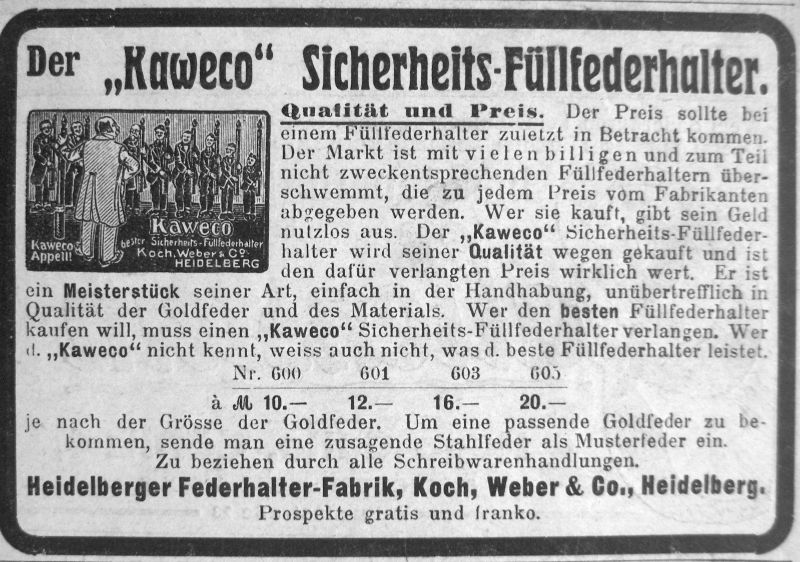 Der „Kaweco“ Sicherheits-Füllfederhalter.
Kaweco
Appell!
Kaweco
bester Sicherheits-Füllfederhalter
Koch, Weber & Co.
HEIDELBERG
Qualität und Preis. Der Preis sollte bei
einem Füllfederhalter zuletzt in Betracht kommen.
Der Markt ist mit vielen billigen und zum Teil
nicht zweckentsprechenden Füllfederhaltern über-
schwemmt, die zu jedem Preis vom Fabrikanten
abgegeben werden. Wer sie kauft, gibt sein Geld
nutzlos aus. Der „Kaweco“ Sicherheits-Füllfeder-
halter wird seiner Qualität wegen gekauft und ist
den dafür verlangten Preis wirklich wert. Er ist
ein Meisterstück seiner Art, einfach in der Handhabung, unübertrefflich in
Qualität der Goldfeder und des Materials. Wer den besten Füllfederhalter
kaufen will, muss einen „Kaweco“ Sicherheits-Füllfederhalter verlangen. Wer
d. „Kaweco“ nicht kennt, weiss auch nicht, was d. beste Füllfederhalter leistet.
Nr. 600 601 603 605
à ℳ 10.— 12.— 16.— 20.—
je nach der Grösse der Goldfeder. Um eine passende Goldfeder zu be-
kommen, sende man eine zusagende Stahlfeder als Musterfeder ein.
Zu beziehen durch alle Schreibwarenhandlungen.
Heidelberger Federhalter-Fabrik, Koch, Weber & Co., Heidelberg.
Prospekte gratis und franko.